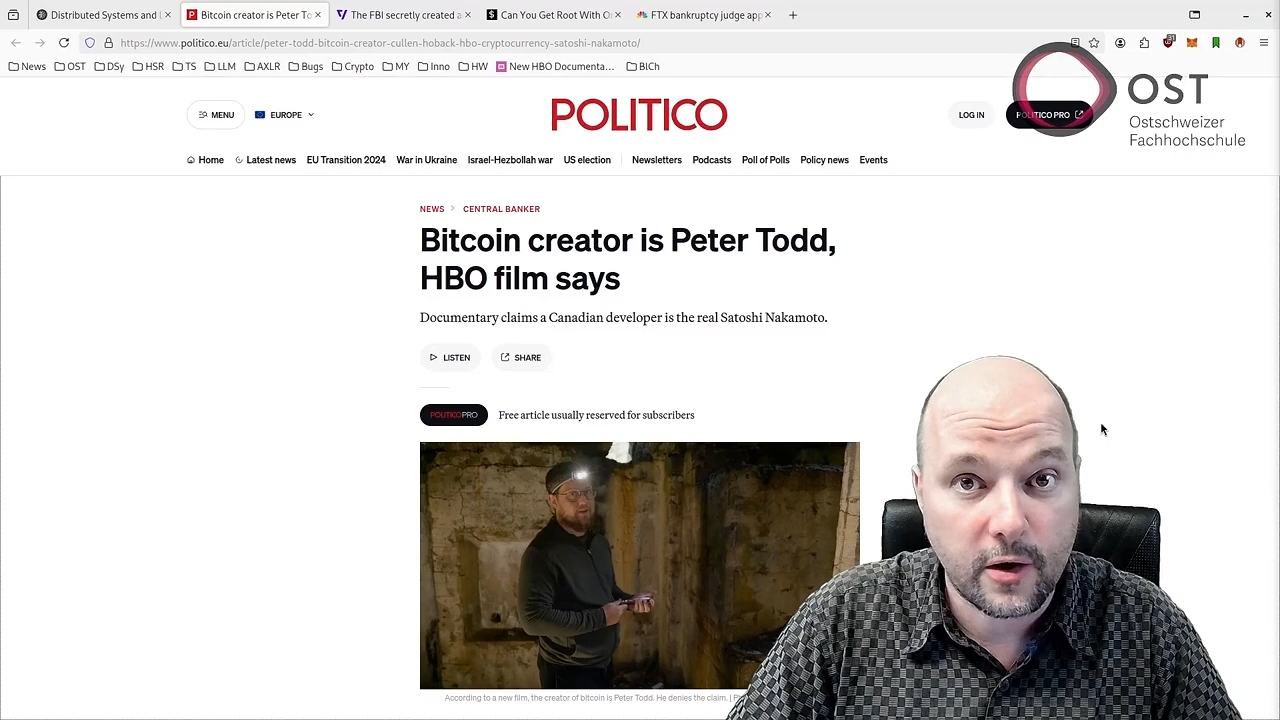 Distributed Systems and
Bitcoin creator is Peter To
The FBI secretly created a
Can You Get Root With O
FTX bankruptcy judge app
https://www.politico.eu/article/peter-todd-bitcoin-creator-cullen-hoback-hbo-cryptocurrency-satoshi-nakamoto/
News OST DSy HSR TS LLM AXLR Bugs Crypto MY Inno HW New HBO Documenta... BlCh
OST
Ostschweizer
Fachhochschule
MENU
EUROPE
POLITICO
LOG IN
POLITICO PRO
Home Latest news EU Transition 2024 War in Ukraine Israel-Hezbollah war US election Newsletters Podcasts Poll of Polls Policy news Events
NEWS > CENTRAL BANKER
Bitcoin creator is Peter Todd,
HBO film says
Documentary claims a Canadian developer is the real Satoshi Nakamoto.
LISTEN
SHARE
POLITICO PRO Free article usually reserved for subscribers
According to a new film, the creator of bitcoin is Peter Todd. He denies the claim. |